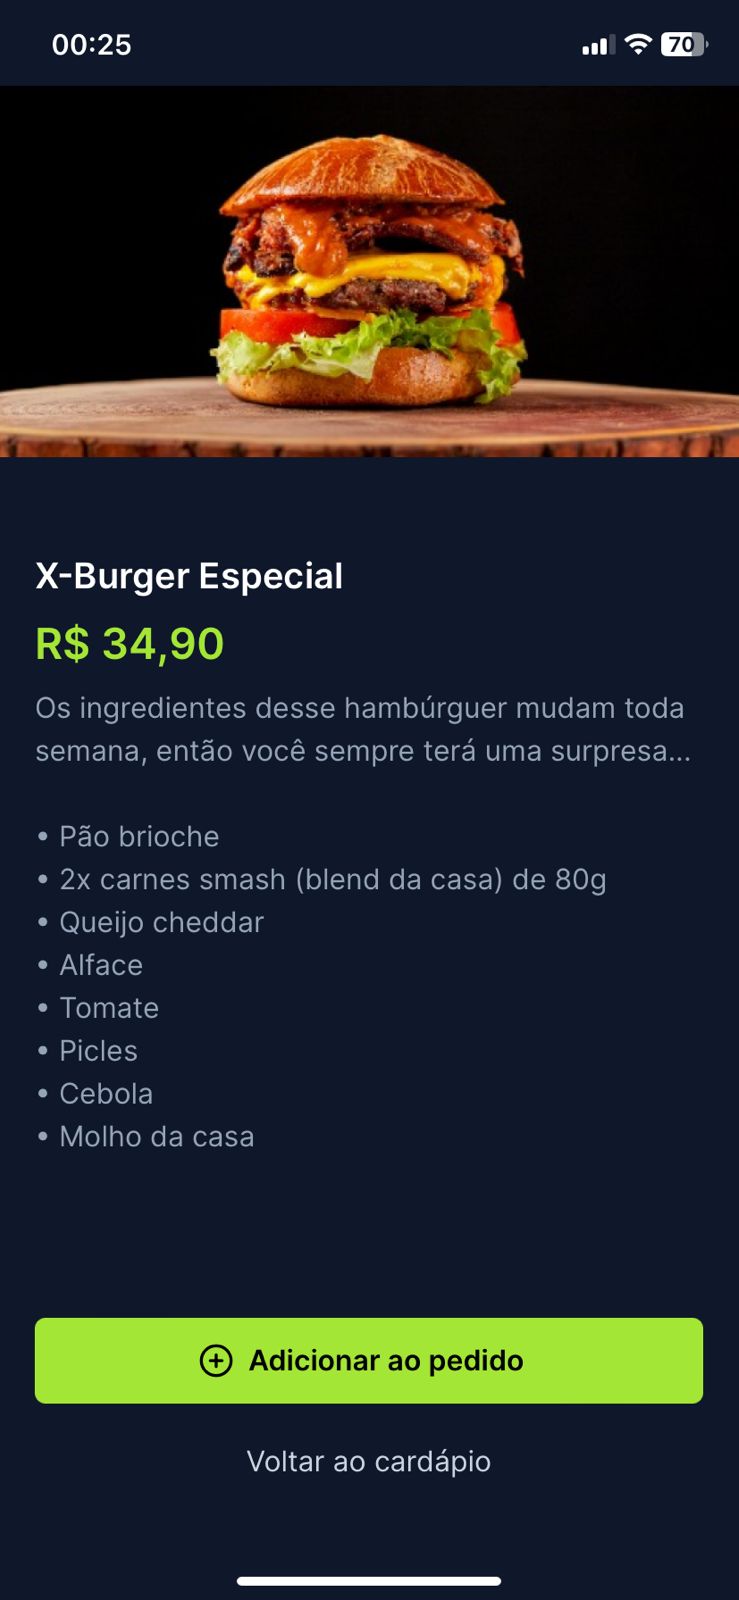 00:25
70
X-Burger Especial
R$ 34,90
Os ingredientes desse hambúrguer mudam toda
semana, então você sempre terá uma surpresa...
• Pão brioche
• 2x carnes smash (blend da casa) de 80g
• Queijo cheddar
• Alface
• Tomate
• Picles
• Cebola
• Molho da casa
Adicionar ao pedido
Voltar ao cardápio